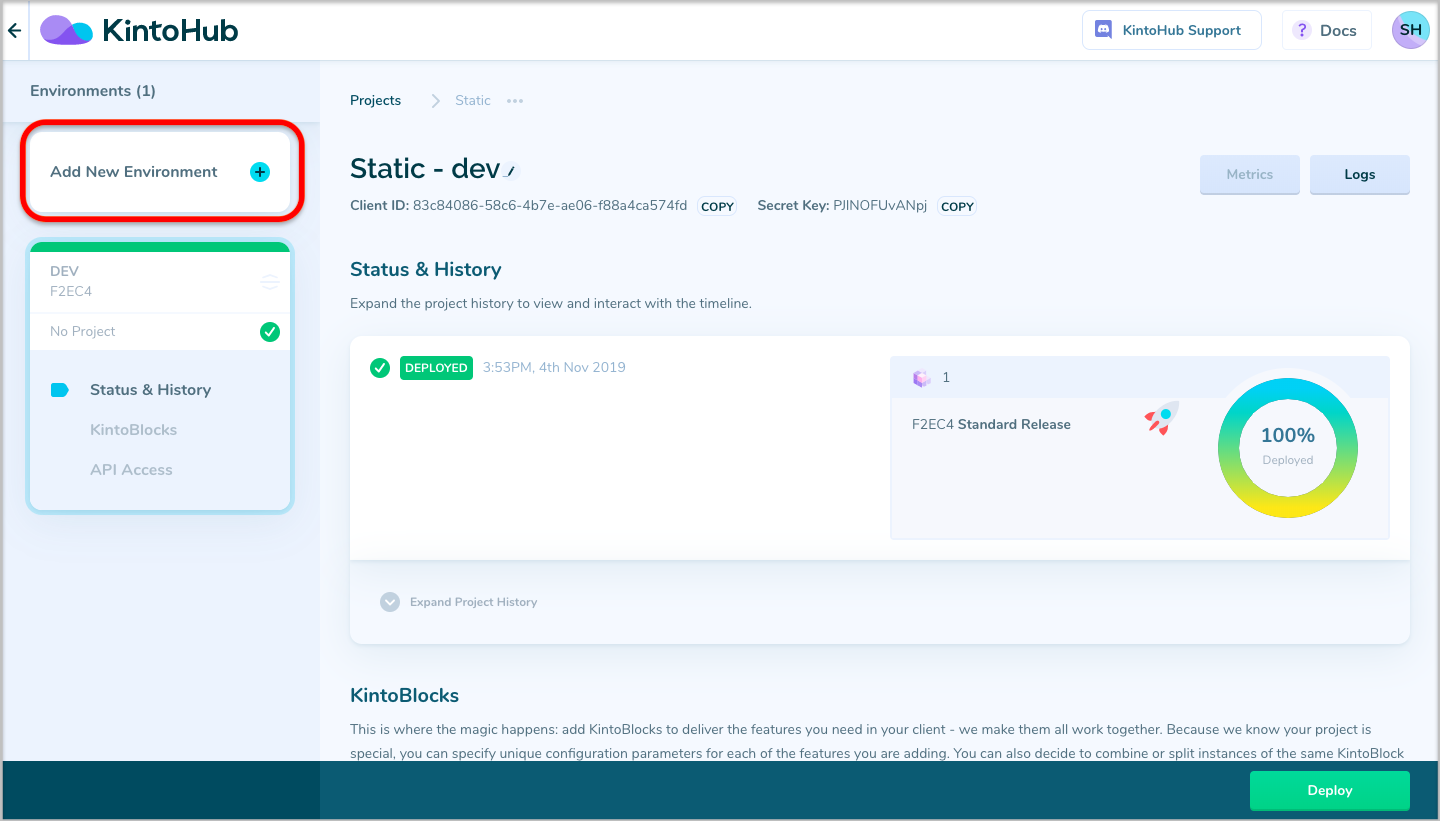 KintoHub
KintoHub Support
? Docs
SH
Environments (1)
Add New Environment
DEV
F2EC4
No Project
Status & History
KintoBlocks
API Access
Projects
Static
Static - dev
Metrics
Logs
Client ID: 83c84086-58c6-4b7e-ae06-f88a4ca574fd COPY Secret Key: PJlNOFUvANpj COPY
Status & History
Expand the project history to view and interact with the timeline.
DEPLOYED 3:53PM, 4th Nov 2019
1
F2EC4 Standard Release
100%
Deployed
Expand Project History
KintoBlocks
This is where the magic happens: add KintoBlocks to deliver the features you need in your client - we make them all work together. Because we know your project is
special, you can specify unique configuration parameters for each of the features you are adding. You can also decide to combine or split instances of the same KintoBlock
Deploy